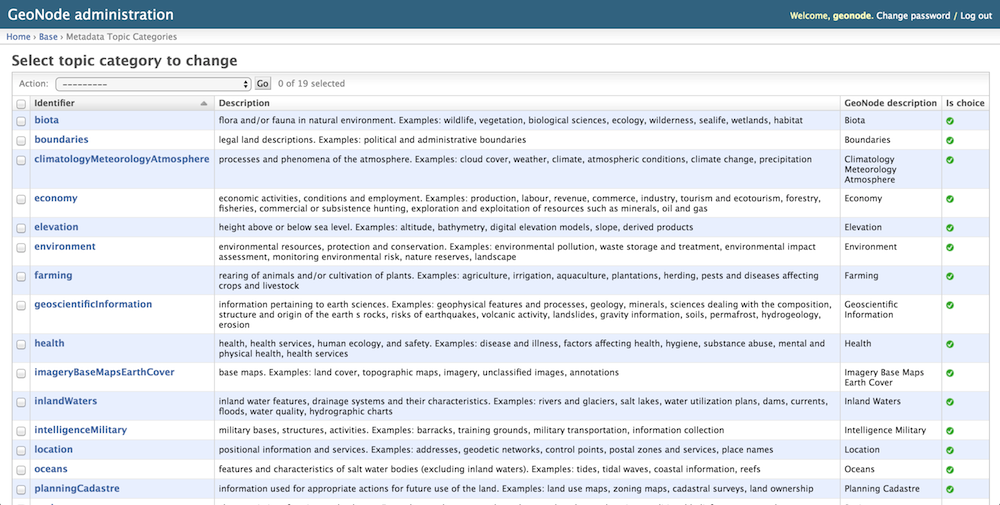 GeoNode administration
Welcome, geonode. Change password / Log out
Home › Base › Metadata Topic Categories
Select topic category to change
Action: --------- Go 0 of 19 selected
Identifier Description GeoNode description Is choice
biota flora and/or fauna in natural environment. Examples: wildlife, vegetation, biological sciences, ecology, wilderness, sealife, wetlands, habitat Biota
boundaries legal land descriptions. Examples: political and administrative boundaries Boundaries
climatologyMeteorologyAtmosphere processes and phenomena of the atmosphere. Examples: cloud cover, weather, climate, atmospheric conditions, climate change, precipitation Climatology
Meteorology
Atmosphere
economy economic activities, conditions and employment. Examples: production, labour, revenue, commerce, industry, tourism and ecotourism, forestry, Economy
fisheries, commercial or subsistence hunting, exploration and exploitation of resources such as minerals, oil and gas
elevation height above or below sea level. Examples: altitude, bathymetry, digital elevation models, slope, derived products Elevation
environment environmental resources, protection and conservation. Examples: environmental pollution, waste storage and treatment, environmental impact Environment
assessment, monitoring environmental risk, nature reserves, landscape
farming rearing of animals and/or cultivation of plants. Examples: agriculture, irrigation, aquaculture, plantations, herding, pests and diseases affecting Farming
crops and livestock
geoscientificInformation information pertaining to earth sciences. Examples: geophysical features and processes, geology, minerals, sciences dealing with the composition, Geoscientific
structure and origin of the earth s rocks, risks of earthquakes, volcanic activity, landslides, gravity information, soils, permafrost, hydrogeology, Information
erosion
health health, health services, human ecology, and safety. Examples: disease and illness, factors affecting health, hygiene, substance abuse, mental and Health
physical health, health services
imageryBaseMapsEarthCover base maps. Examples: land cover, topographic maps, imagery, unclassified images, annotations Imagery Base Maps
Earth Cover
inlandWaters inland water features, drainage systems and their characteristics. Examples: rivers and glaciers, salt lakes, water utilization plans, dams, currents, Inland Waters
floods, water quality, hydrographic charts
intelligenceMilitary military bases, structures, activities. Examples: barracks, training grounds, military transportation, information collection Intelligence Military
location positional information and services. Examples: addresses, geodetic networks, control points, postal zones and services, place names Location
oceans features and characteristics of salt water bodies (excluding inland waters). Examples: tides, tidal waves, coastal information, reefs Oceans
planningCadastre information used for appropriate actions for future use of the land. Examples: land use maps, zoning maps, cadastral surveys, land ownership Planning Cadastre